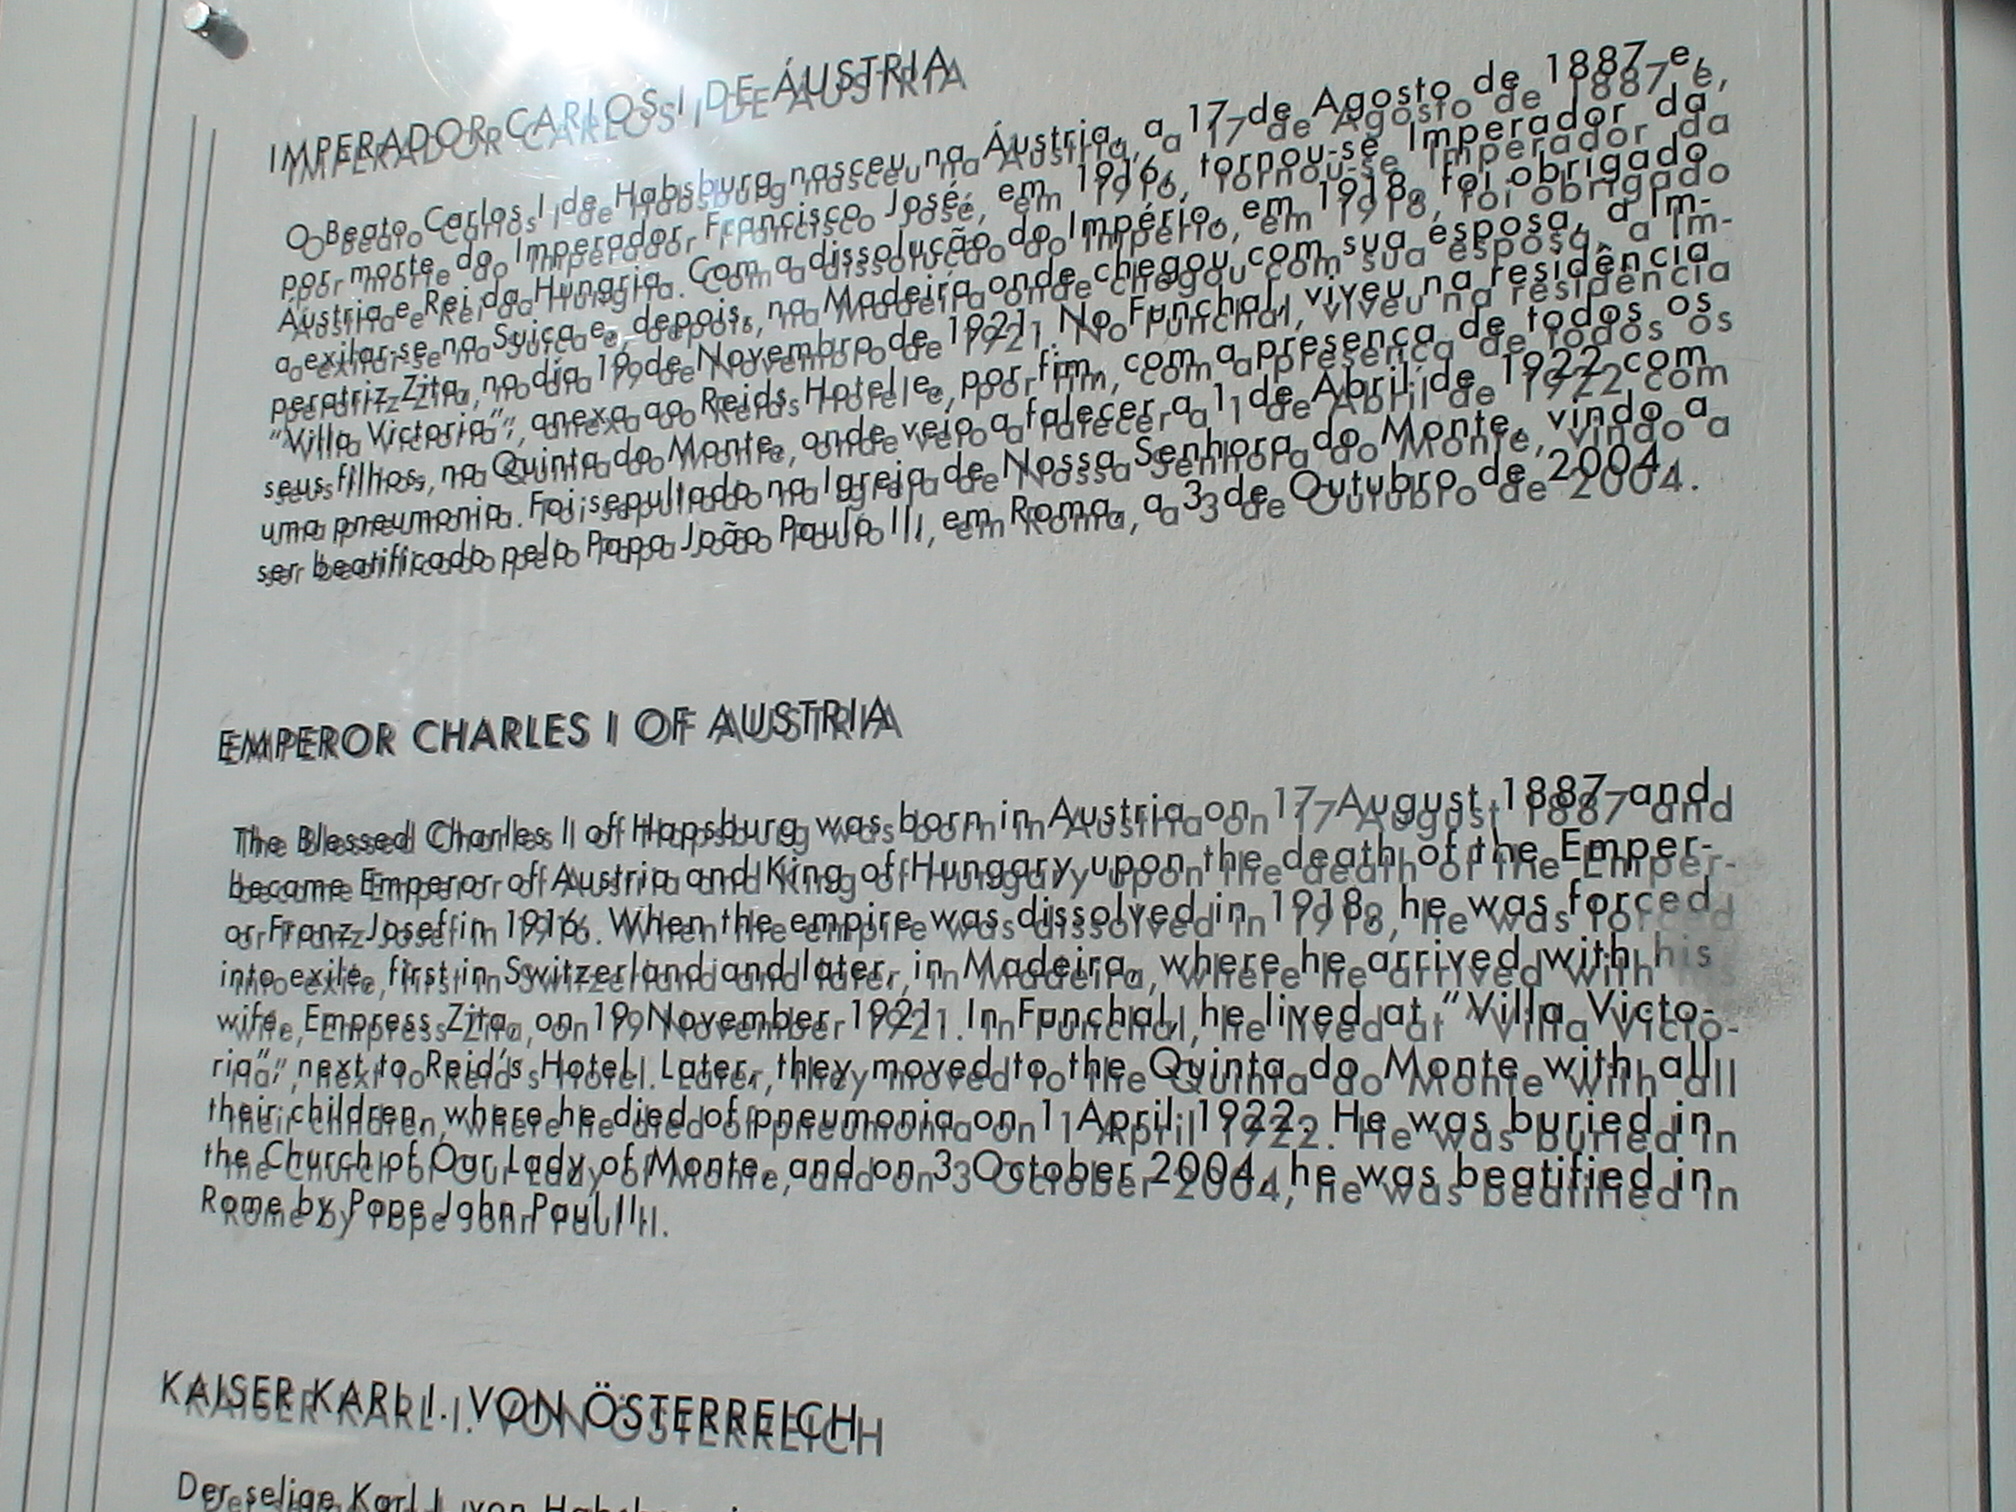 IMPERADOR CARLOS I DE ÁUSTRIA
O Beato Carlos I de Habsburg nasceu na Áustria, a 17 de Agosto de 1887 e,
por morte do Imperador Francisco José, em 1916, tornou-se Imperador da
Áustria e Rei da Hungria. Com a dissolução do Império, em 1918, foi obrigado
a exilar-se na Suiça e, depois, na Madeira onde chegou com sua esposa, a Im-
peratriz Zita, no dia 19 de Novembro de 1921. No Funchal, viveu na residência
“Villa Victoria”, anexa ao Reids Hotel e, por fim, com a presença de todos os
seus filhos, na Quinta do Monte, onde veio a falecer a 1 de Abril de 1922 com
uma pneumonia. Foi sepultado na Igreja de Nossa Senhora do Monte, vindo a
ser beatificado pelo Papa João Paulo II, em Roma, a 3 de Outubro de 2004.
EMPEROR CHARLES I OF AUSTRIA
The Blessed Charles I of Hapsburg was born in Austria on 17 August 1887 and
became Emperor of Austria and King of Hungary upon the death of the Emper-
or Franz Josef in 1916. When the empire was dissolved in 1918, he was forced
into exile, first in Switzerland and later, in Madeira, where he arrived with his
wife, Empress Zita, on 19 November 1921. In Funchal, he lived at “Villa Victo-
ria”, next to Reid’s Hotel. Later, they moved to the Quinta do Monte with all
their children, where he died of pneumonia on 1 April 1922. He was buried in
the Church of Our Lady of Monte, and on 3 October 2004, he was beatified in
Rome by Pope John Paul II.
KAISER KARL I. VON ÖSTERREICH
Der selige Karl I. von